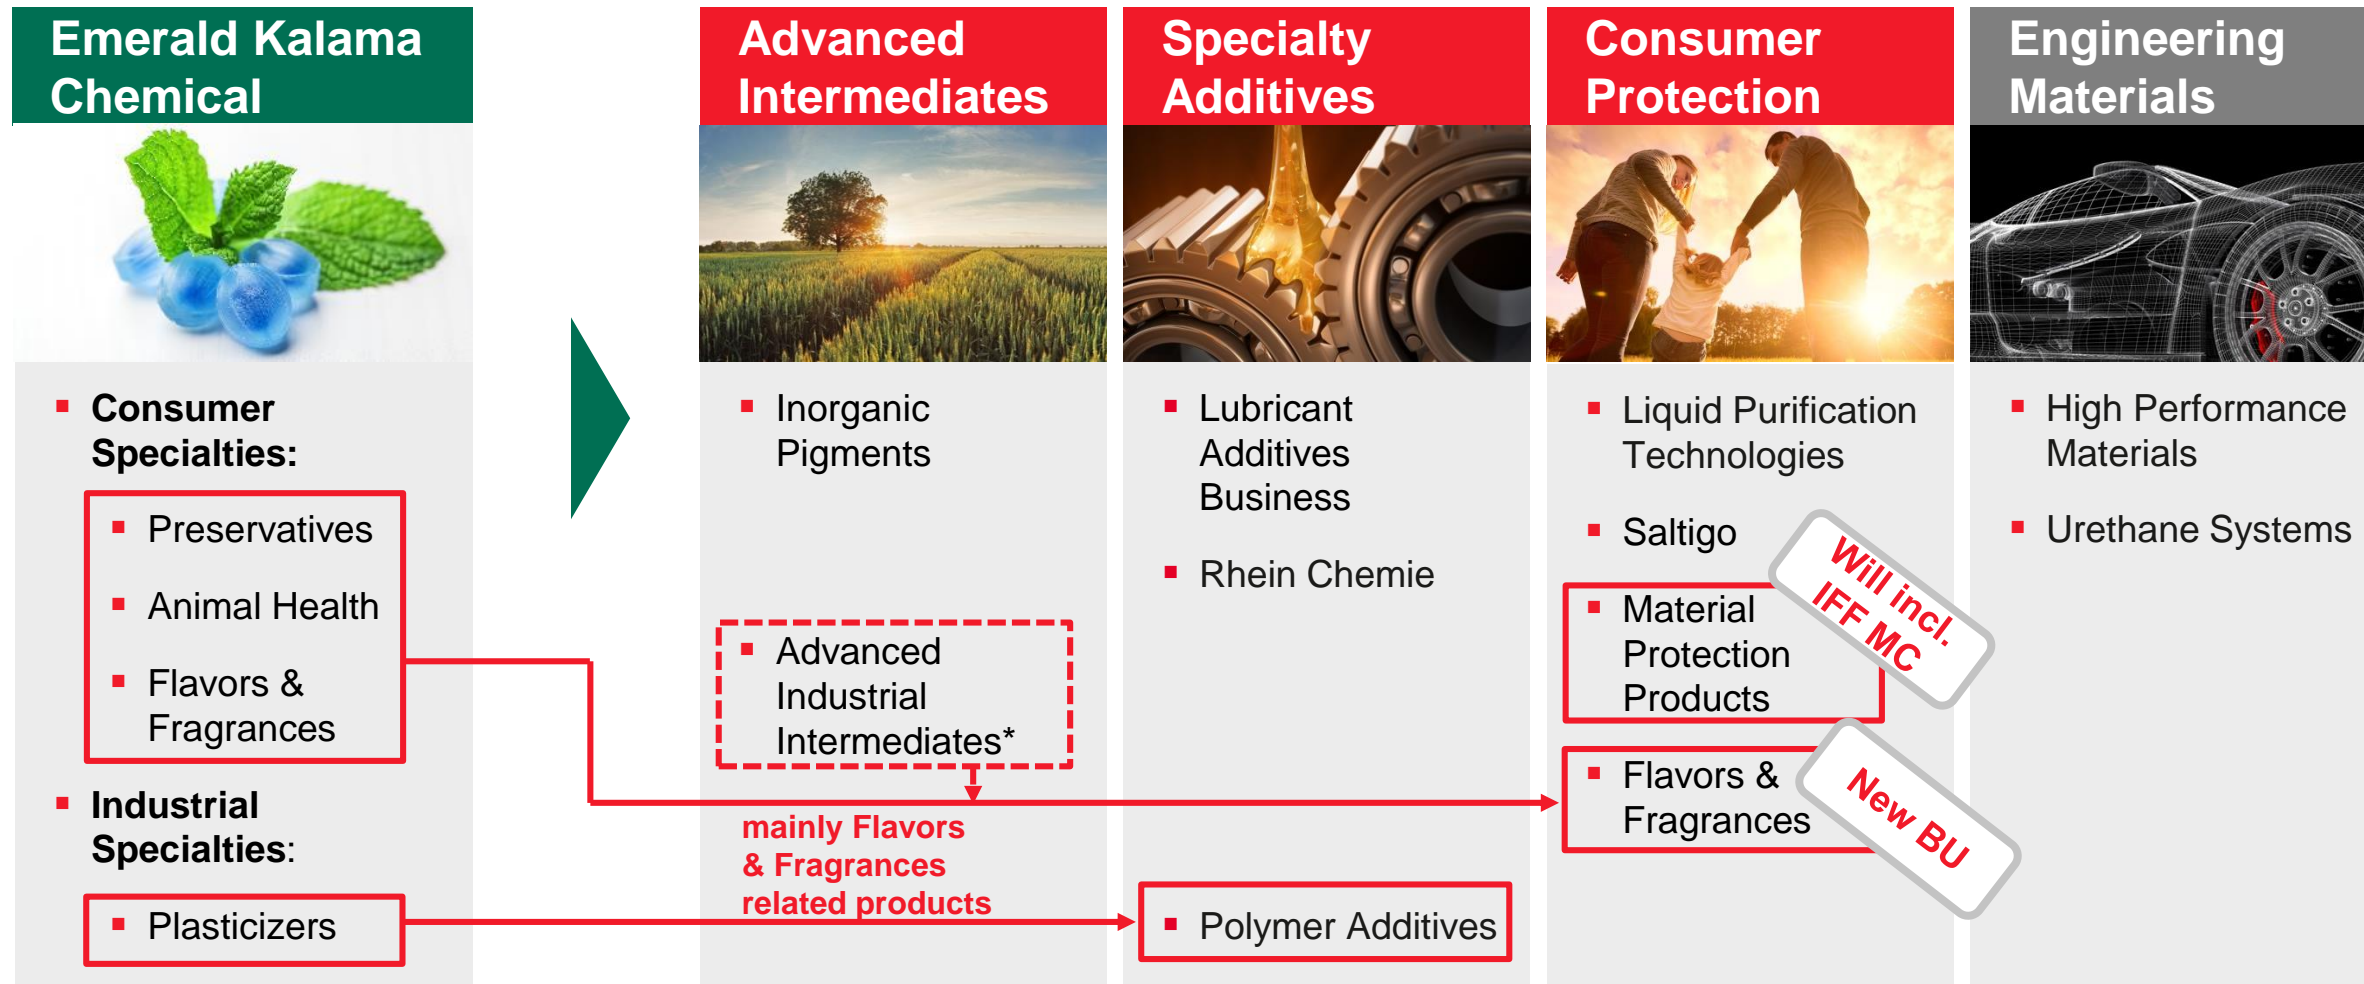 Emerald Kalama
Chemical
Consumer
Specialties:
Preservatives
Animal Health
Flavors &
Fragrances
Industrial
Specialties:
Plasticizers
Advanced
Intermediates
Inorganic
Pigments
Advanced
Industrial
Intermediates*
mainly Flavors
& Fragrances
related products
Specialty
Additives
Lubricant
Additives
Business
Rhein Chemie
Polymer Additives
Consumer
Protection
Liquid Purification
Technologies
Saltigo
Material
Protection
Products
Will incl.
IFF MC
Flavors &
Fragrances
New BU
Engineering
Materials
High Performance
Materials
Urethane Systems